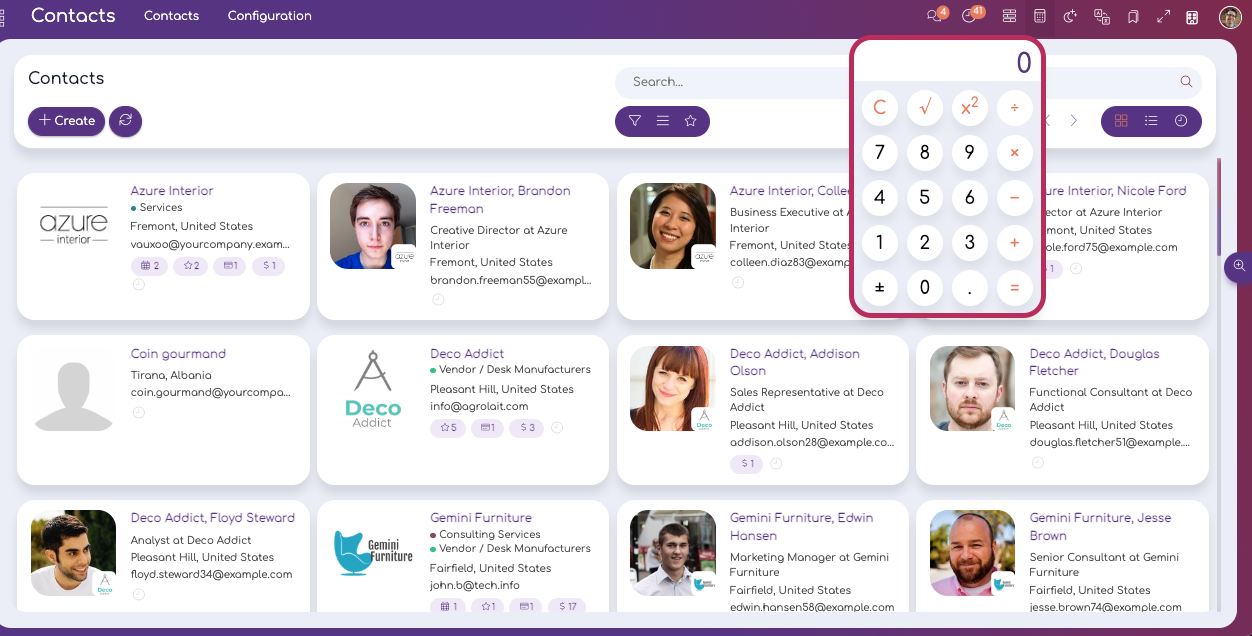 Contacts
Contacts
Configuration
4
41
Contacts
Search...
Create
0
C √ x² ÷
7 8 9 ×
4 5 6 −
1 2 3 +
± 0 . =
azure
interior
Azure Interior
Services
Fremont, United States
vauxoo@yourcompany.exam...
2 2 1 $ 1
azure
Azure Interior, Brandon
Freeman
Creative Director at Azure
Interior
Fremont, United States
brandon.freeman55@exampl...
azure
Azure Interior, Collee
Business Executive at A
Interior
Fremont, United States
colleen.diaz83@examp
ure Interior, Nicole Ford
ector at Azure Interior
mont, United States
ole.ford75@example.com
1
Coin gourmand
Tirana, Albania
coin.gourmand@yourcompa...
Deco
Addict
Deco Addict
Vendor / Desk Manufacturers
Pleasant Hill, United States
info@agrolait.com
5 1 $ 3
Deco
Deco Addict, Addison
Olson
Sales Representative at Deco
Addict
Pleasant Hill, United States
addison.olson28@example.co...
$ 1
Deco
Deco Addict, Douglas
Fletcher
Functional Consultant at Deco
Addict
Pleasant Hill, United States
douglas.fletcher51@example....
Deco
Deco Addict, Floyd Steward
Analyst at Deco Addict
Pleasant Hill, United States
floyd.steward34@example.com
Gemini
Furniture
Gemini Furniture
Consulting Services
Vendor / Desk Manufacturers
Fairfield, United States
john.b@tech.info
1 1 1 $ 17
Gemini Furniture, Edwin
Hansen
Marketing Manager at Gemini
Furniture
Fairfield, United States
edwin.hansen58@example.com
Gemini Furniture, Jesse
Brown
Senior Consultant at Gemini
Furniture
Fairfield, United States
jesse.brown74@example.com